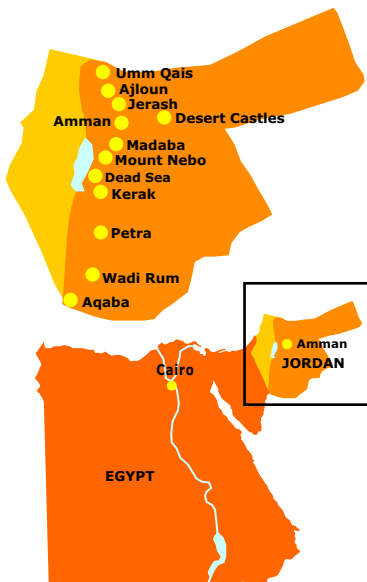 Umm Qais
Ajloun
Jerash
Amman
Desert Castles
Madaba
Mount Nebo
Dead Sea
Kerak
Petra
Wadi Rum
Aqaba
Amman
JORDAN
Cairo
EGYPT